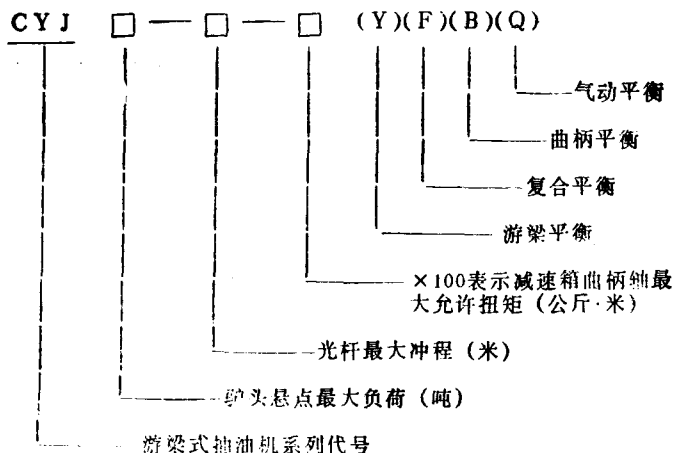 CYJ □—□—□ (Y)(F)(B)(Q)
气动平衡
曲柄平衡
复合平衡
游梁平衡
×100表示减速箱曲柄轴最
大允许扭矩（公斤·米）
光杆最大冲程（米）
驴头悬点最大负荷（吨）
游梁式抽油机系列代号